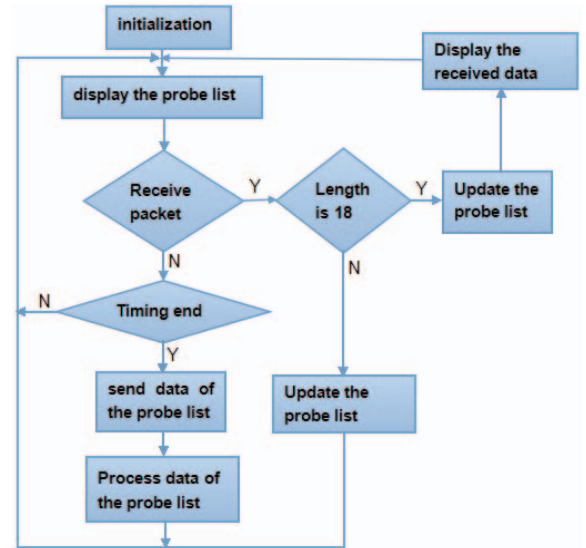 initialization
Display the
received data
display the probe list
Receive
packet
Y
Length
is 18
Y
Update the
probe list
N
N
Timing end
N
Y
send data of
the probe list
Update the
probe list
Process data of
the probe list